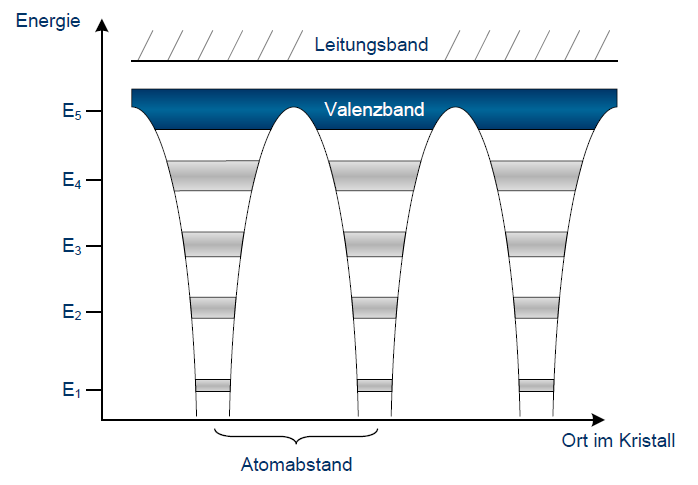 Energie
Leitungsband
Valenzband
E5
E4
E3
E2
E1
Ort im Kristall
Atomabstand